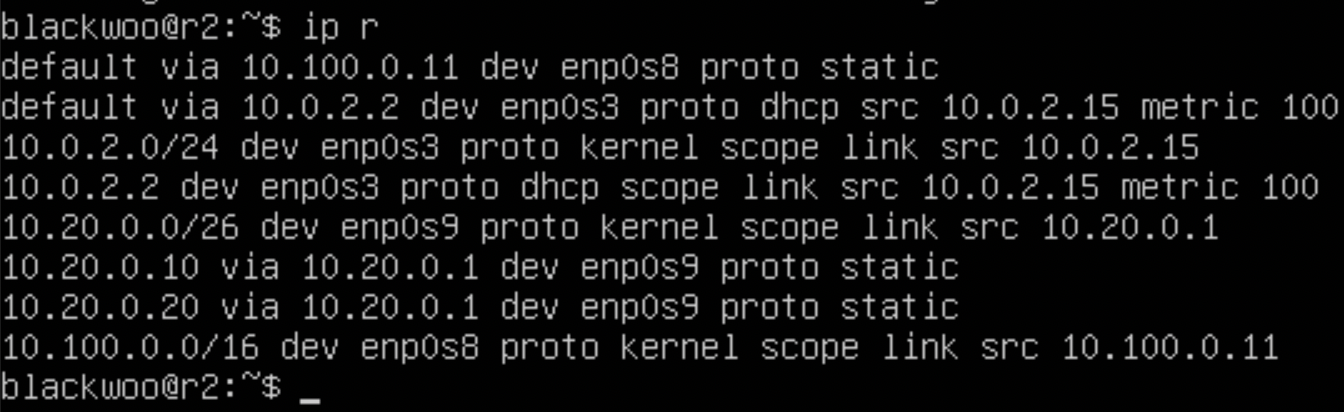 blackwoo@r2:~$ ip r
default via 10.100.0.11 dev enp0s8 proto static
default via 10.0.2.2 dev enp0s3 proto dhcp src 10.0.2.15 metric 100
10.0.2.0/24 dev enp0s3 proto kernel scope link src 10.0.2.15
10.0.2.2 dev enp0s3 proto dhcp scope link src 10.0.2.15 metric 100
10.20.0.0/26 dev enp0s9 proto kernel scope link src 10.20.0.1
10.20.0.10 via 10.20.0.1 dev enp0s9 proto static
10.20.0.20 via 10.20.0.1 dev enp0s9 proto static
10.100.0.0/16 dev enp0s8 proto kernel scope link src 10.100.0.11
blackwoo@r2:~$ _